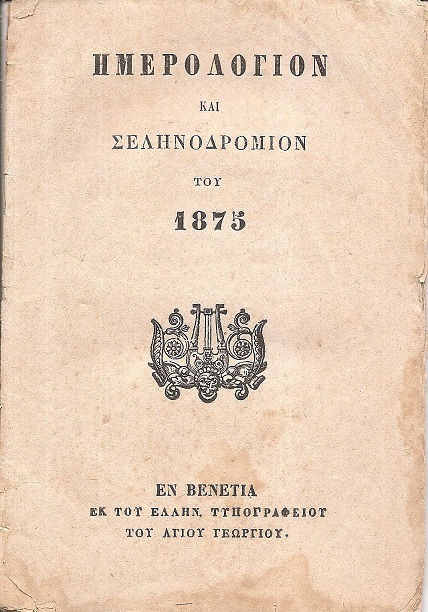 ΗΜΕΡΟΛΟΓΙΟΝ
ΚΑΙ
ΣΕΛΗΝΟΔΡΟΜΙΟΝ
ΤΟΥ
1875
ΕΝ ΒΕΝΕΤΙΑ
ΕΚ ΤΟΥ ΕΛΛΗΝ. ΤΥΠΟΓΡΑΦΕΙΟΥ
ΤΟΥ ΑΓΙΟΥ ΓΕΩΡΓΙΟΥ.